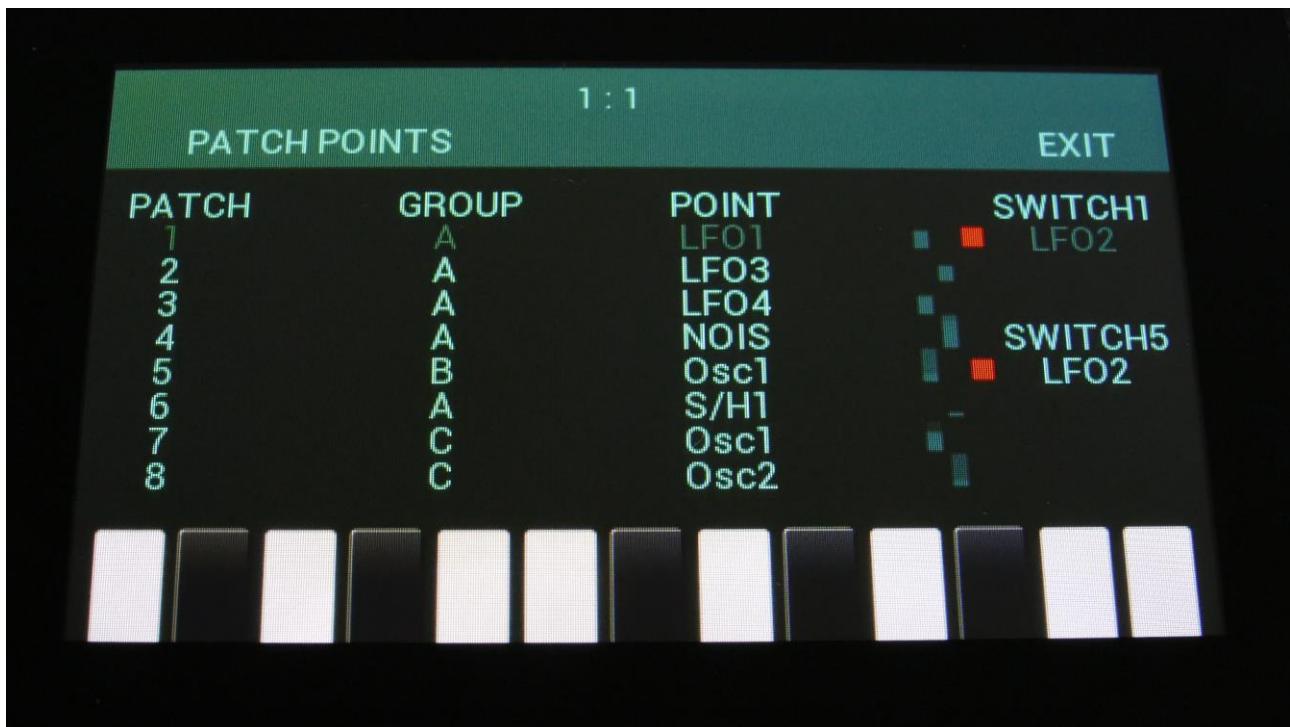 1 : 1
PATCH POINTS EXIT
PATCH GROUP POINT SWITCH1
1 A LFO1 LFO2
2 A LFO3
3 A LFO4
4 A NOIS SWITCH5
5 B Osc1 LFO2
6 A S/H1
7 C Osc1
8 C Osc2